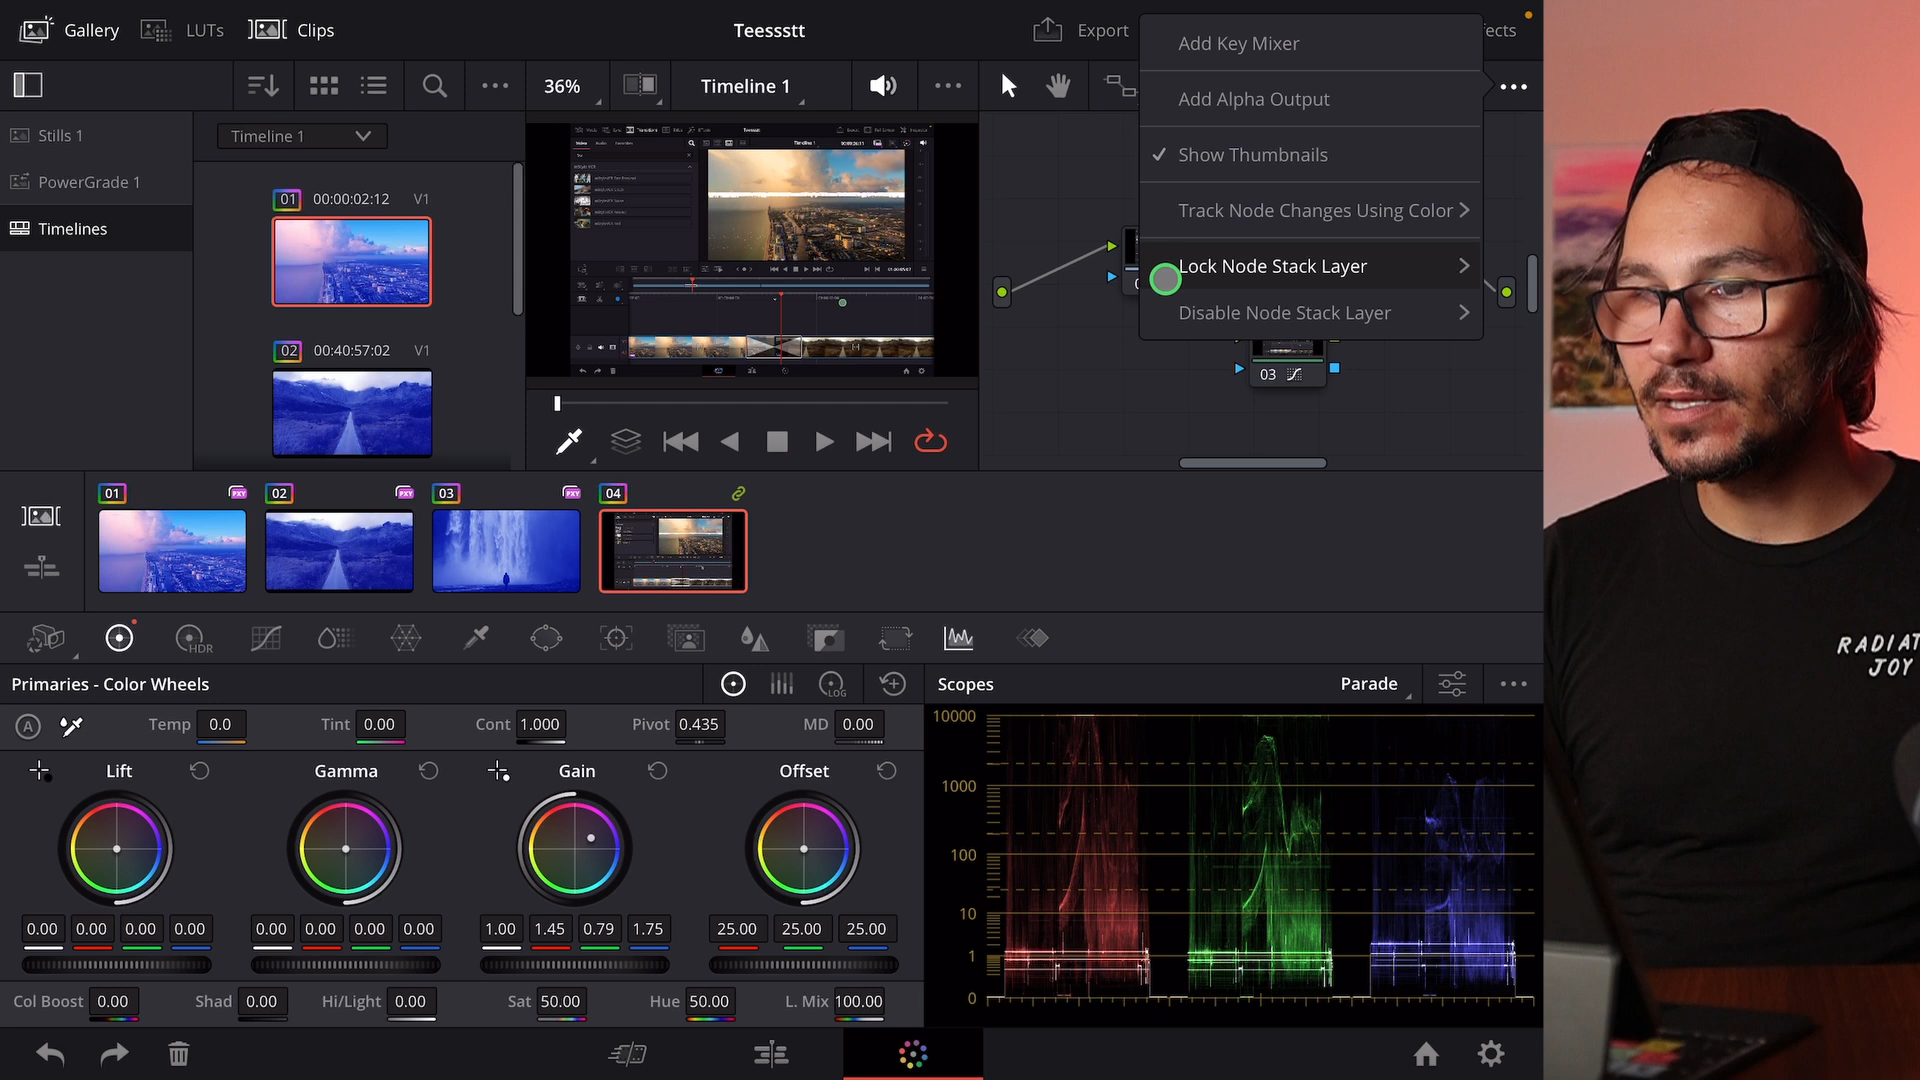 Gallery
LUTs
Clips
Teessstt
Export
ects
36%
Timeline 1
Add Key Mixer
Add Alpha Output
Show Thumbnails
Track Node Changes Using Color
Lock Node Stack Layer
Disable Node Stack Layer
Stills 1
PowerGrade 1
Timelines
Timeline 1
01 00:00:02:12 V1
02 00:40:57:02 V1
03
01 PXY
02 PXY
03 PXY
04
HDR
Primaries - Color Wheels
LOG
A
Temp 0.0
Tint 0.00
Cont 1.000
Pivot 0.435
MD 0.00
Lift
Gamma
Gain
Offset
0.00 0.00 0.00 0.00
0.00 0.00 0.00 0.00
1.00 1.45 0.79 1.75
25.00 25.00 25.00
Col Boost 0.00
Shad 0.00
Hi/Light 0.00
Sat 50.00
Hue 50.00
L. Mix 100.00
Scopes
Parade
10000
1000
100
10
1
0
RADIAT
JOY